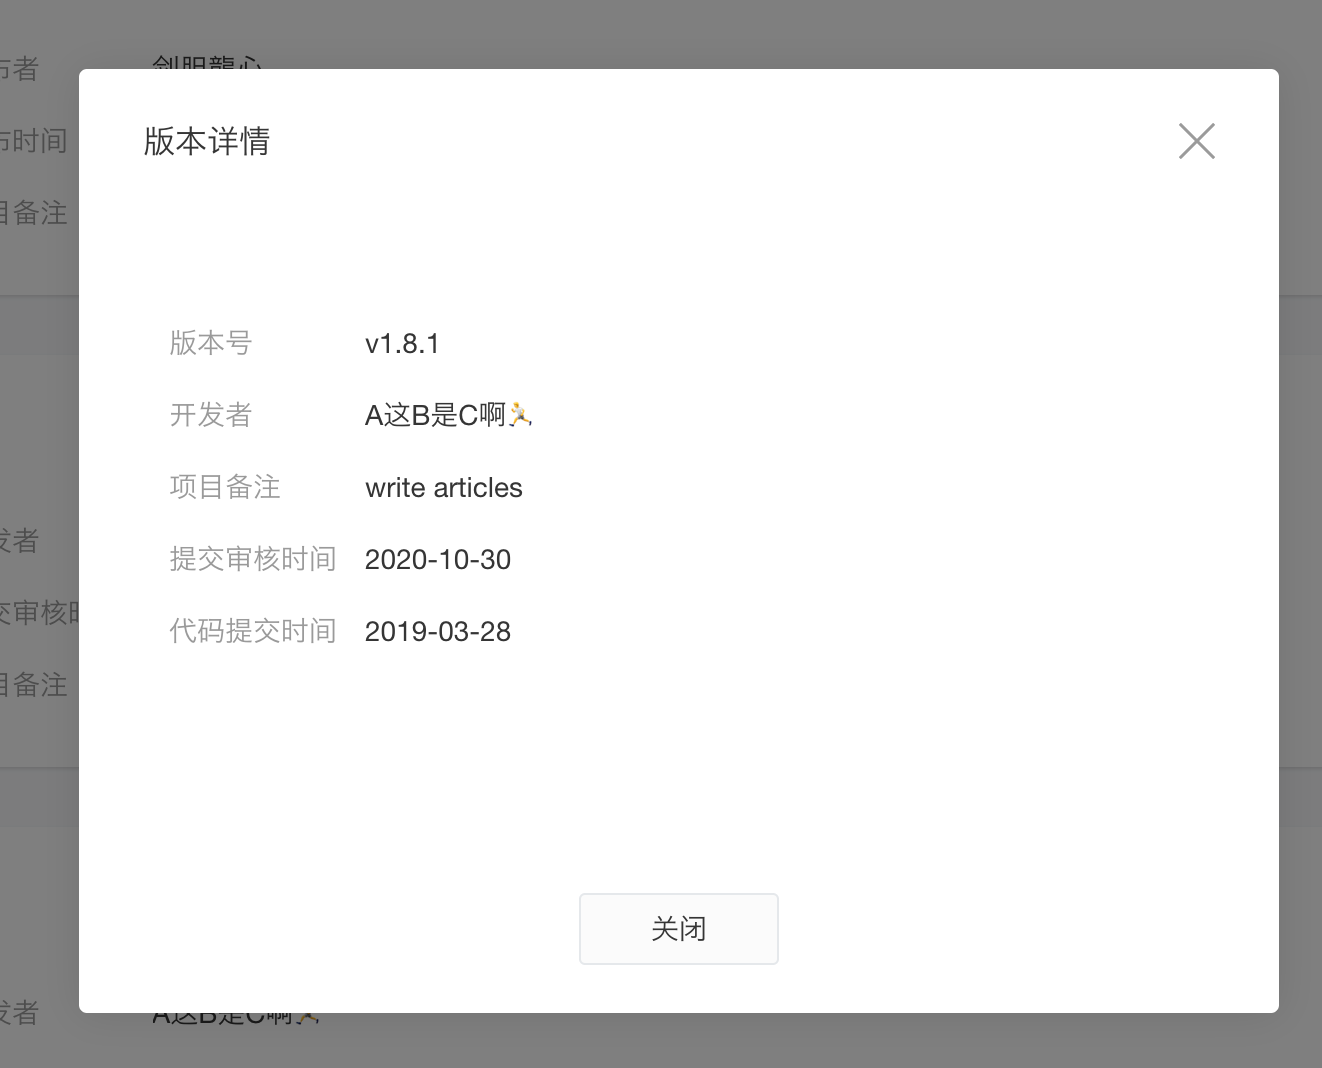 布者 剑胆龍心
布时间
目备注
版本详情
版本号 v1.8.1
开发者 A这B是C啊🏃
项目备注 write articles
提交审核时间 2020-10-30
代码提交时间 2019-03-28
发者
交审核时
目备注
关闭
发者 A这B是C啊🏃